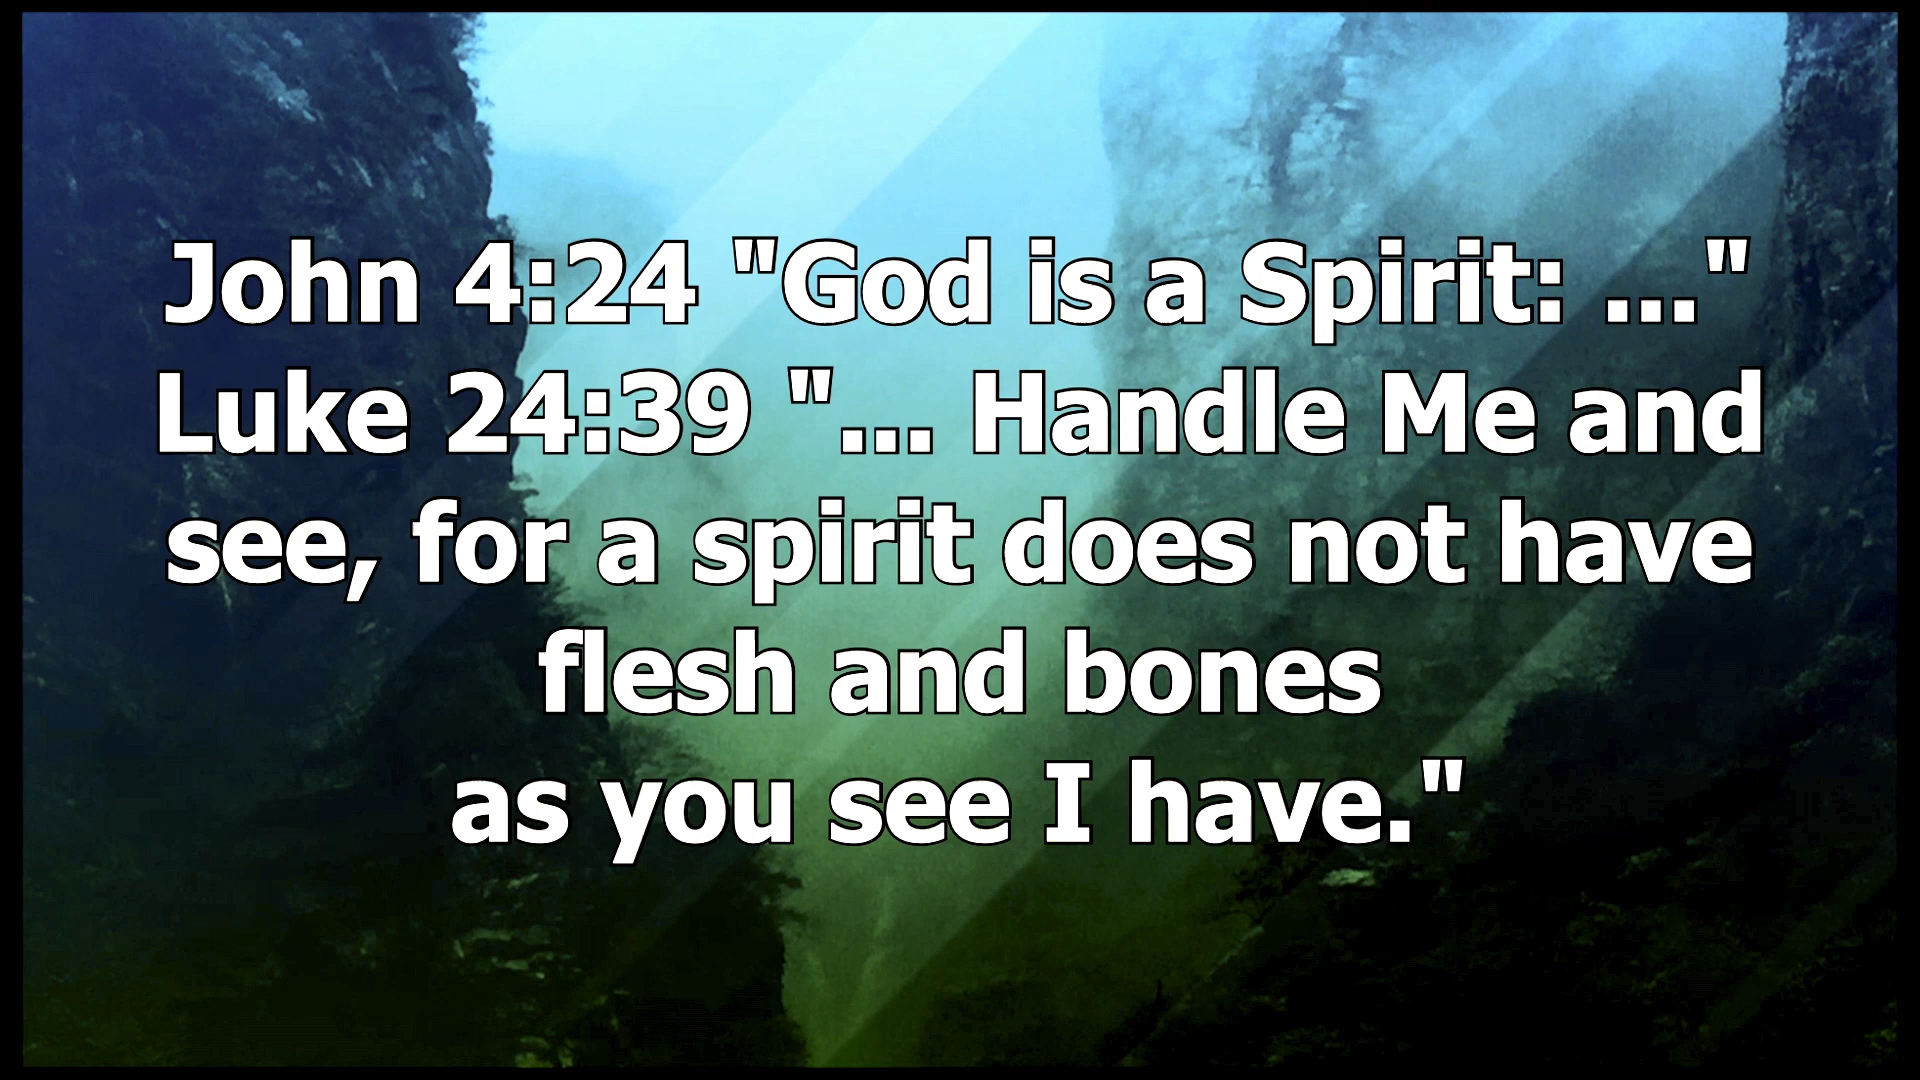 John 4:24 "God is a Spirit: ..."
Luke 24:39 "... Handle Me and
see, for a spirit does not have
flesh and bones
as you see I have."